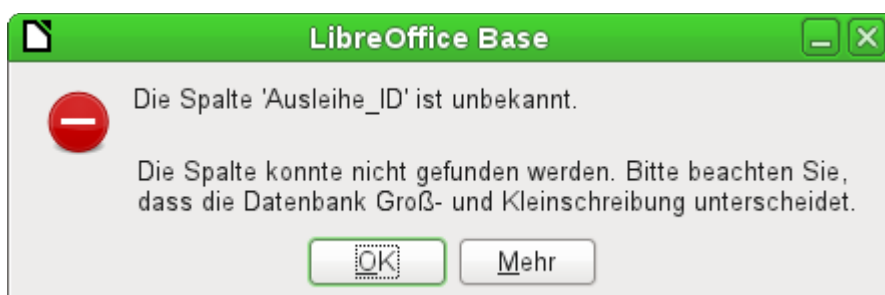 LibreOffice Base
Die Spalte 'Ausleihe_ID' ist unbekannt.
Die Spalte konnte nicht gefunden werden. Bitte beachten Sie,
dass die Datenbank Groß- und Kleinschreibung unterscheidet.
OK Mehr